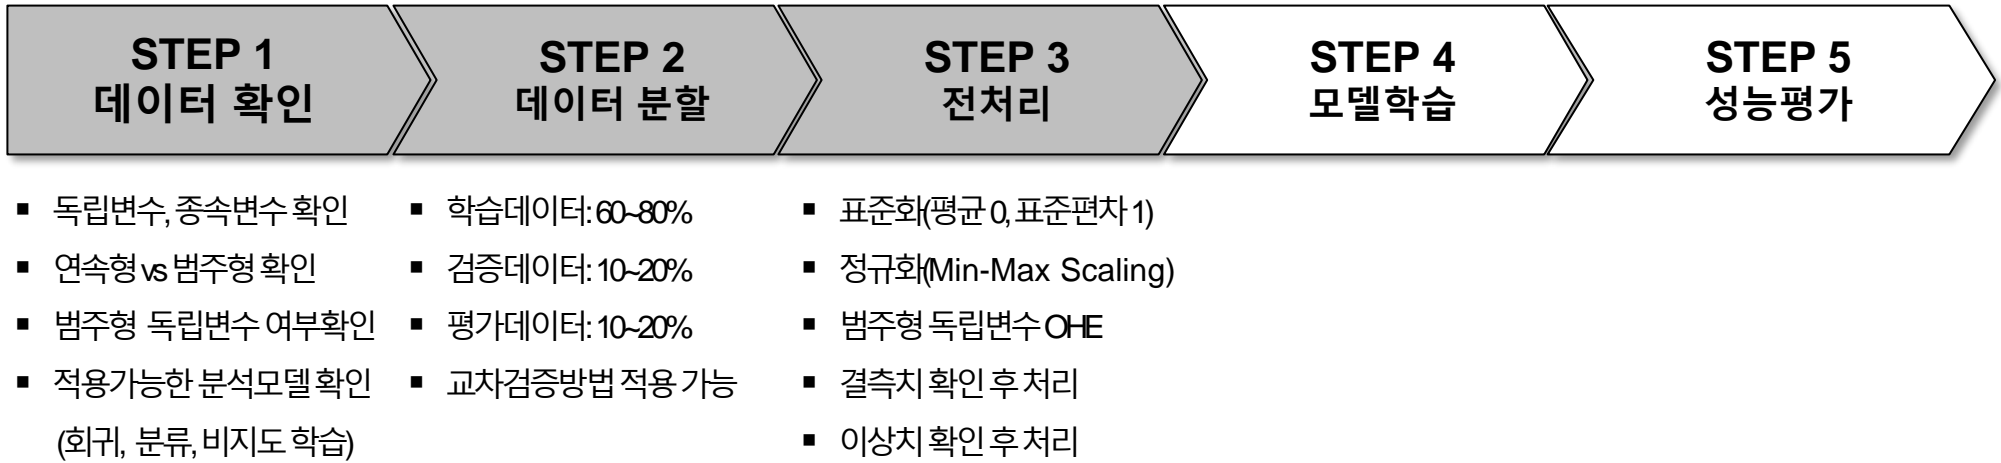 STEP 1
데이터 확인
STEP 2
데이터 분할
STEP 3
전처리
STEP 4
모델학습
STEP 5
성능평가
▪ 독립변수, 종속변수 확인
▪ 연속형 vs 범주형 확인
▪ 범주형 독립변수 여부확인
▪ 적용가능한 분석모델 확인
(회귀, 분류, 비지도 학습)
▪ 학습데이터: 60~80%
▪ 검증데이터: 10~20%
▪ 평가데이터: 10~20%
▪ 교차검증방법 적용 가능
▪ 표준화(평균 0, 표준편차 1)
▪ 정규화(Min-Max Scaling)
▪ 범주형 독립변수 OHE
▪ 결측치 확인 후 처리
▪ 이상치 확인 후 처리